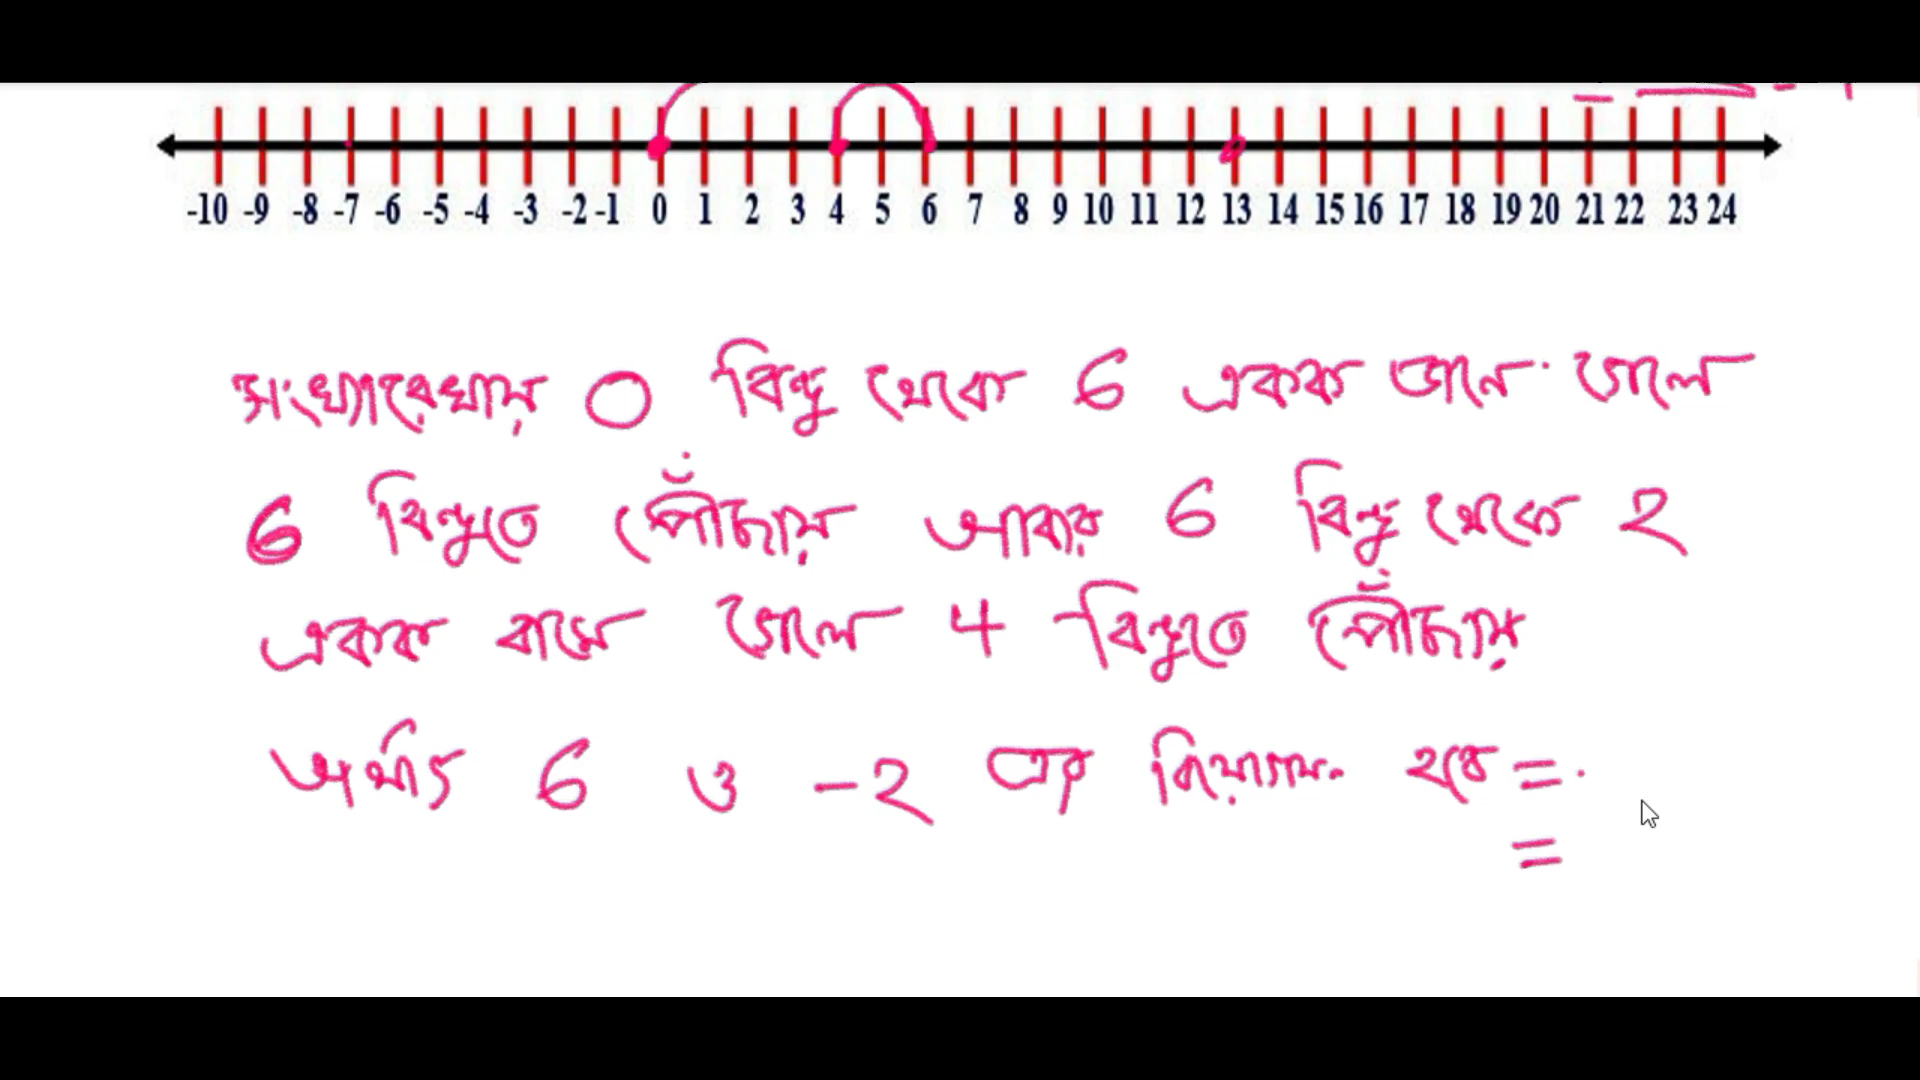 -10 -9 -8 -7 -6 -5 -4 -3 -2 -1 0 1 2 3 4 5 6 7 8 9 10 11 12 13 14 15 16 17 18 19 20 21 22 23 24
সংখ্যারেখায় 0 বিন্দু থেকে 6 একক ডানে গেলে
6 বিন্দুতে পৌঁছায় আবার 6 বিন্দু থেকে 2
একক বামে গেলে 4 বিন্দুতে পৌঁছায়
অর্থাৎ 6 ও -2 এর বিয়োগ হবে =
=